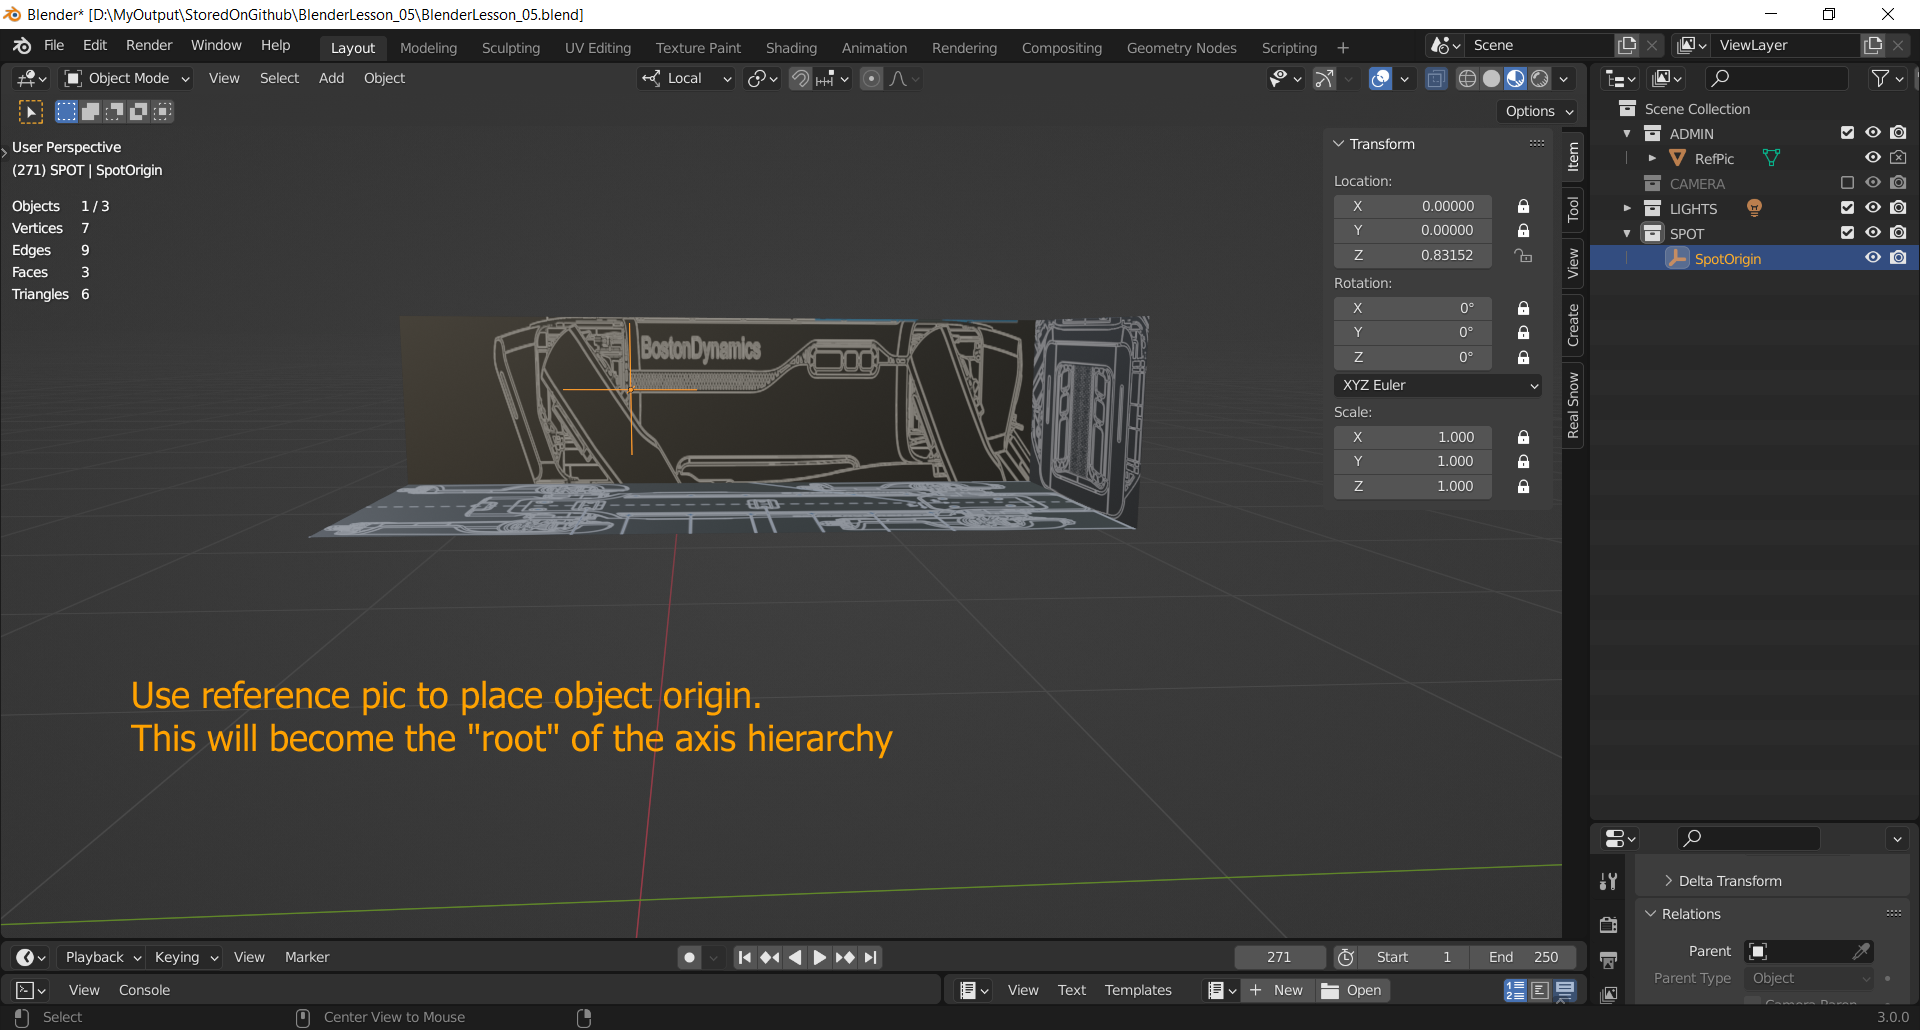 Blender* [D:\MyOutput\StoredOnGithub\BlenderLesson_05\BlenderLesson_05.blend]
File Edit Render Window Help Layout Modeling Sculpting UV Editing Texture Paint Shading Animation Rendering Compositing Geometry Nodes Scripting + Scene ViewLayer
Object Mode View Select Add Object Local
Options
User Perspective
(271) SPOT | SpotOrigin
Objects 1 / 3
Vertices 7
Edges 9
Faces 3
Triangles 6
BostonDynamics
Transform
Location:
X 0.00000
Y 0.00000
Z 0.83152
Rotation:
X 0°
Y 0°
Z 0°
XYZ Euler
Scale:
X 1.000
Y 1.000
Z 1.000
Item
Tool
View
Create
Real Snow
Scene Collection
ADMIN
RefPic
CAMERA
LIGHTS
SPOT
SpotOrigin
Use reference pic to place object origin.
This will become the "root" of the axis hierarchy
Delta Transform
Relations
Parent
Parent Type Object
Camera Paren
Playback Keying View Marker 271 Start 1 End 250
View Console View Text Templates New Open
Select Center View to Mouse 3.0.0